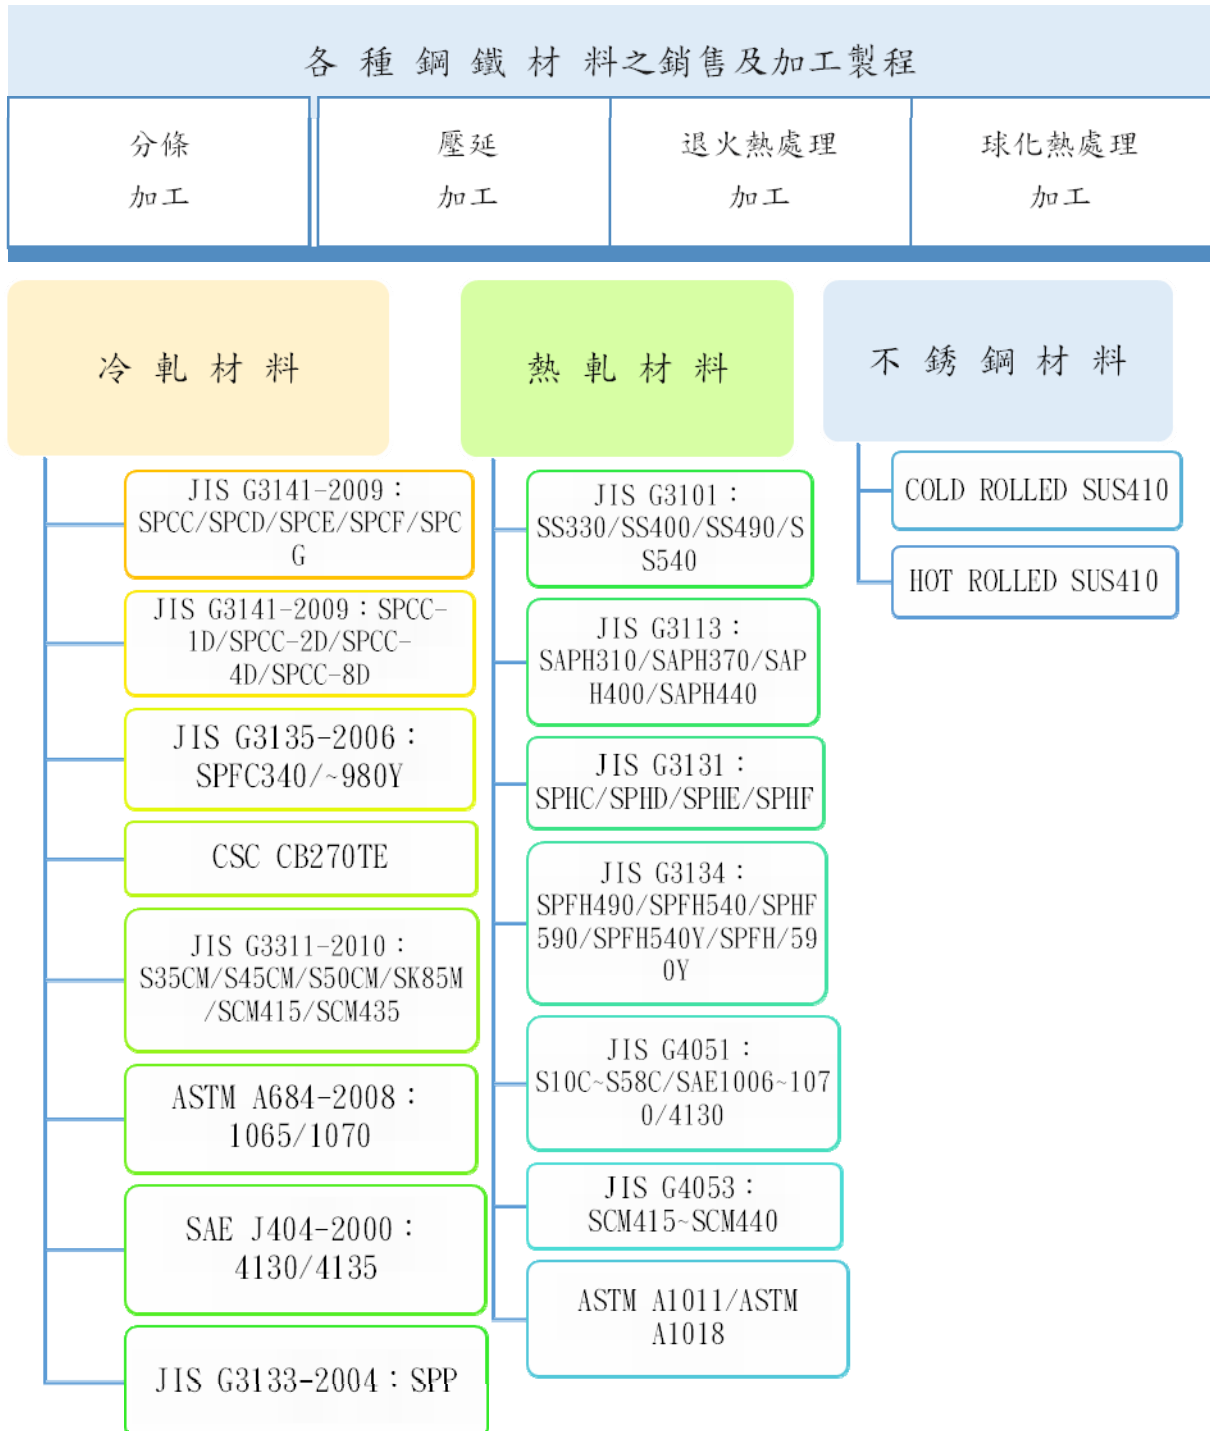 各種鋼鐵材料之銷售及加工製程
分條
加工
壓延
加工
退火熱處理
加工
球化熱處理
加工
冷軋材料
JIS G3141-2009：
SPCC/SPCD/SPCE/SPCF/SPC
G
JIS G3141-2009：SPCC-
1D/SPCC-2D/SPCC-
4D/SPCC-8D
JIS G3135-2006：
SPFC340/~980Y
CSC CB270TE
JIS G3311-2010：
S35CM/S45CM/S50CM/SK85M
/SCM415/SCM435
ASTM A684-2008：
1065/1070
SAE J404-2000：
4130/4135
JIS G3133-2004：SPP
熱軋材料
JIS G3101：
SS330/SS400/SS490/S
S540
JIS G3113：
SAPH310/SAPH370/SAP
H400/SAPH440
JIS G3131：
SPHC/SPHD/SPHE/SPHF
JIS G3134：
SPFH490/SPFH540/SPHF
590/SPFH540Y/SPFH/59
0Y
JIS G4051：
S10C~S58C/SAE1006~107
0/4130
JIS G4053：
SCM415~SCM440
ASTM A1011/ASTM
A1018
不銹鋼材料
COLD ROLLED SUS410
HOT ROLLED SUS410